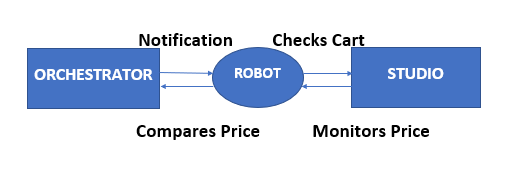 Notification
Checks Cart
ORCHESTRATOR
ROBOT
STUDIO
Compares Price
Monitors Price